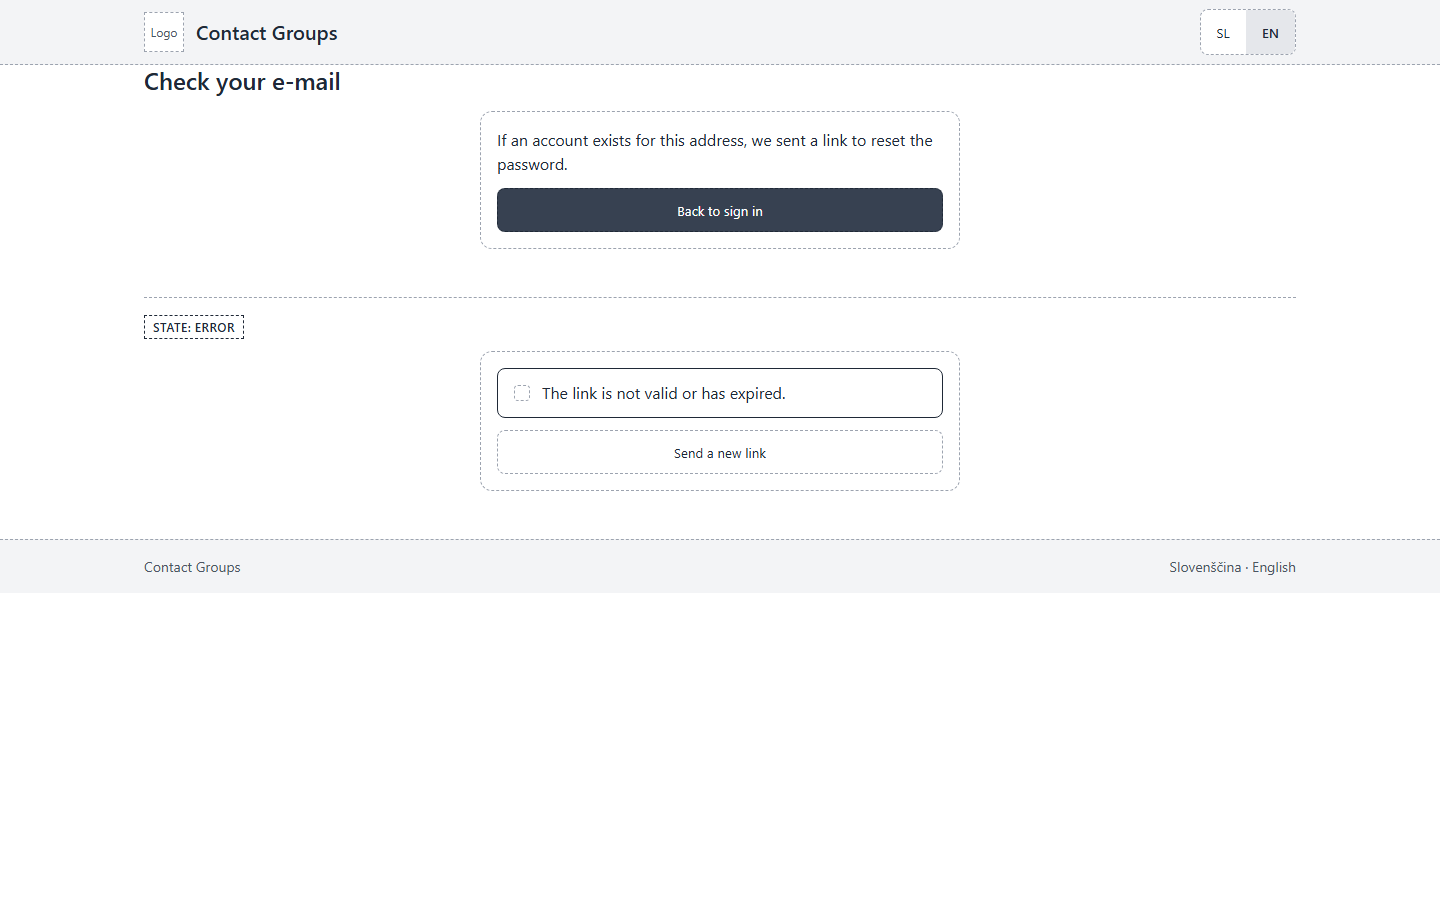 Logo
Contact Groups
SL
EN
Check your e-mail
If an account exists for this address, we sent a link to reset the
password.
Back to sign in
STATE: ERROR
The link is not valid or has expired.
Send a new link
Contact Groups
Slovenščina · English